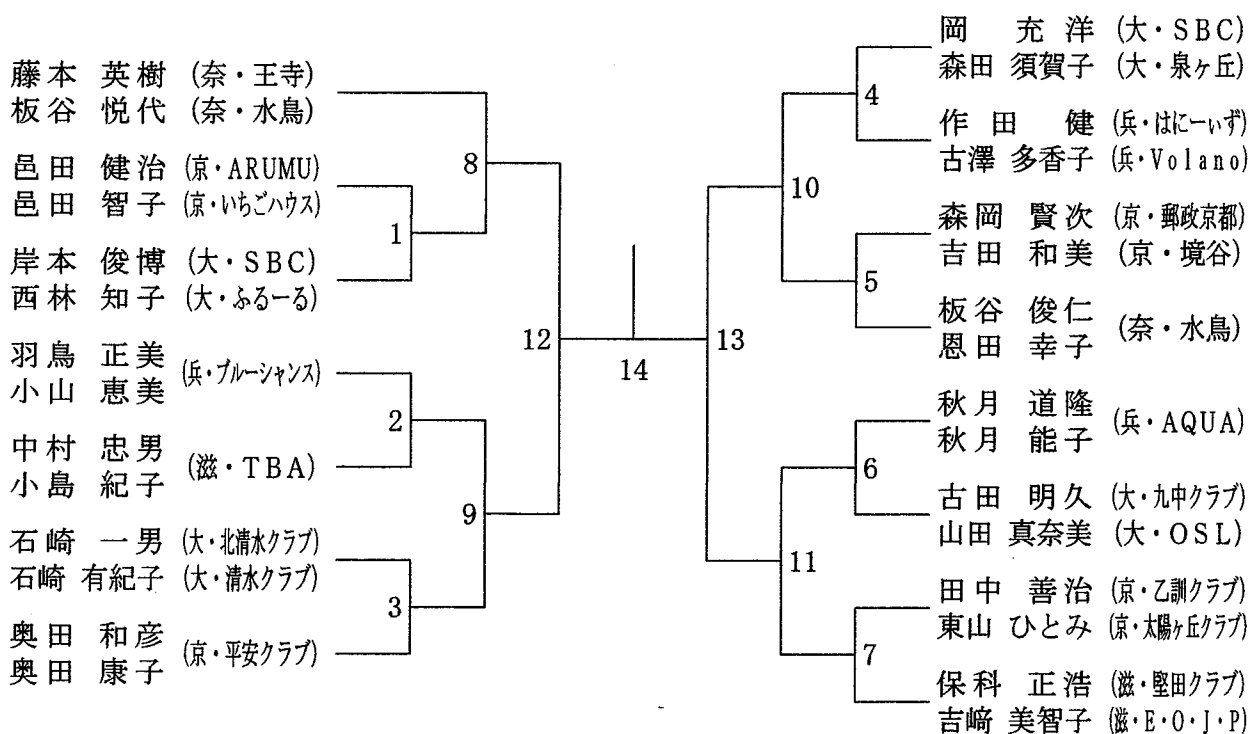 藤本 英樹 (奈・王寺)
板谷 悦代 (奈・水鳥)
邑田 健治 (京・ARUMU)
邑田 智子 (京・いちごハウス)
岸本 俊博 (大・SBC)
西林 知子 (大・ふるーる)
羽鳥 正美
小山 恵美
(兵・ブルーシャンス)
中村 忠男
小島 紀子
(滋・TBA)
石崎 一男 (大・北清水クラブ)
石崎 有紀子 (大・清水クラブ)
奥田 和彦
奥田 康子
(京・平安クラブ)
8
1
2
9
3
12
14
13
岡 充洋 (大・SBC)
森田 須賀子 (大・泉ヶ丘)
作田 健 (兵・はにーぃず)
古澤 多香子 (兵・Volano)
森岡 賢次 (京・郵政京都)
吉田 和美 (京・境谷)
板谷 俊仁
恩田 幸子
(奈・水鳥)
秋月 道隆
秋月 能子
(兵・AQUA)
古田 明久 (大・九中クラブ)
山田 真奈美 (大・OSL)
田中 善治 (京・乙訓クラブ)
東山 ひとみ (京・太陽ヶ丘クラブ)
保科 正浩 (滋・堅田クラブ)
吉﨑 美智子 (滋・E・O・J・P)
4
10
5
6
11
7